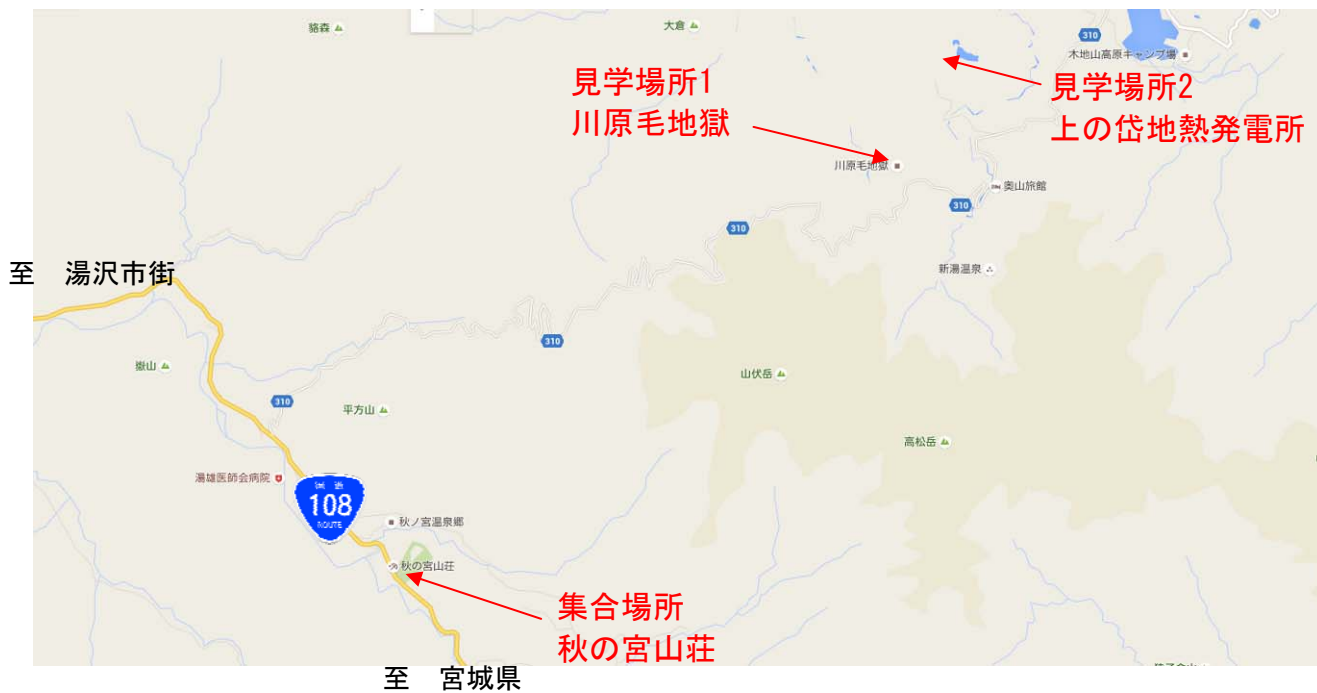 貉森
大倉
310
木地山高原キャンプ場
見学場所1
川原毛地獄
見学場所2
上の岱地熱発電所
川原毛地獄
奥山旅館
310
310
至 湯沢市街
新湯温泉
310
嶽山
山伏岳
310
平方山
高松岳
湯雄医師会病院
国道
108
ROUTE
秋ノ宮温泉郷
秋の宮山荘
集合場所
秋の宮山荘
至 宮城県